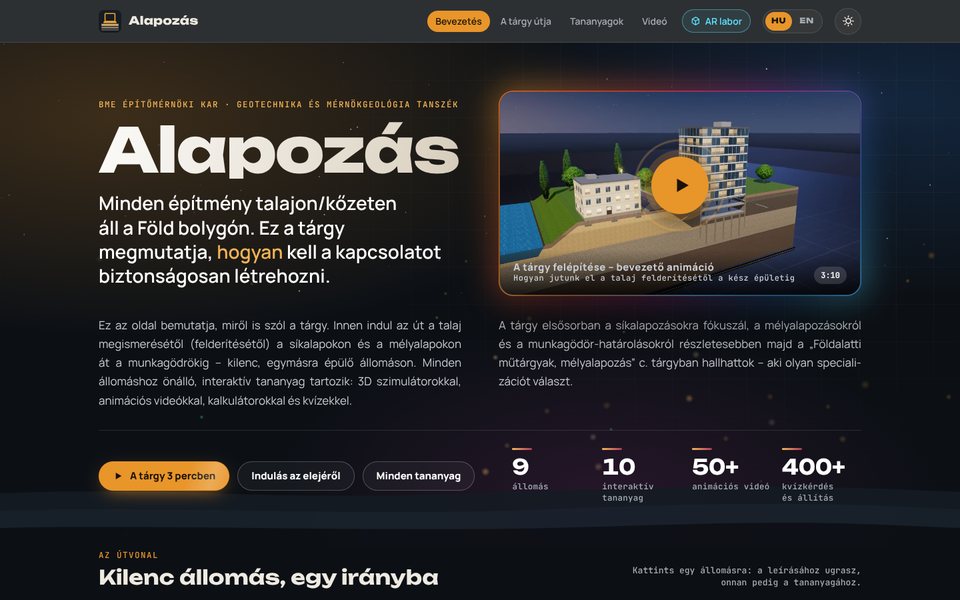 Alapozás
Bevezetés
A tárgy útja
Tananyagok
Videó
AR labor
HU
EN
BME ÉPÍTŐMÉRNÖKI KAR · GEOTECHNIKA ÉS MÉRNÖKGEOLÓGIA TANSZÉK
Alapozás
Minden építmény talajon/kőzeten
áll a Föld bolygón. Ez a tárgy
megmutatja, hogyan kell a kapcsolatot
biztonságosan létrehozni.
A tárgy felépítése – bevezető animáció
Hogyan jutunk el a talaj felderítésétől a kész épületig
3:10
Ez az oldal bemutatja, miről is szól a tárgy. Innen indul az út a talaj
megismerésétől (felderítésétől) a síkalapokon és a mélyalapokon
át a munkagödrökig – kilenc, egymásra épülő állomáson. Minden
állomáshoz önálló, interaktív tananyag tartozik: 3D szimulátorokkal,
animációs videókkal, kalkulátorokkal és kvízekkel.
A tárgy elsősorban a síkalapozásokra fókuszál, a mélyalapozásokról
és a munkagödör-határolásokról részletesebben majd a „Földalatti
műtárgyak, mélyalapozás” c. tárgyban hallhattok – aki olyan speciali-
zációt választ.
A tárgy 3 percben
Indulás az elejéről
Minden tananyag
9
állomás
10
interaktív
tananyag
50+
animációs videó
400+
kvízkérdés
és állítás
AZ ÚTVONAL
Kilenc állomás, egy irányba
Kattints egy állomásra: a leírásához ugrasz,
onnan pedig a tananyagához.